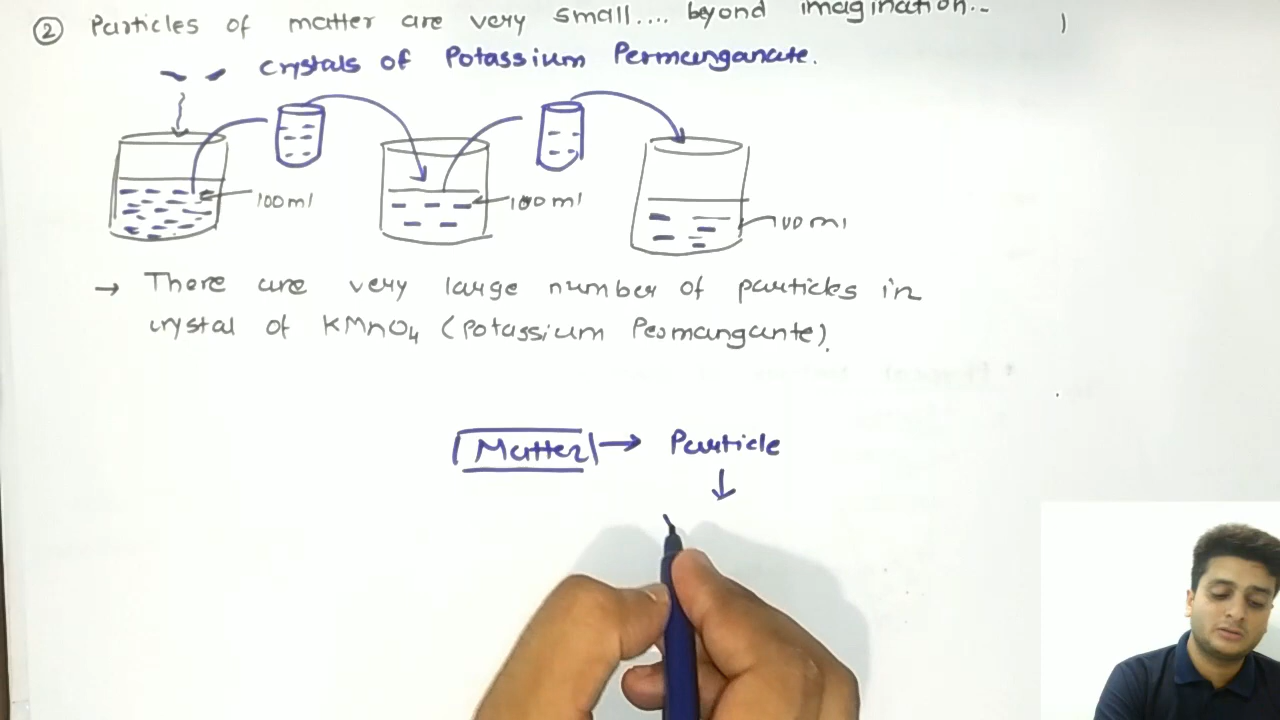 ② Particles of matter are very small.... beyond imagination..
crystals of Potassium Permanganate.
100ml
100ml
100ml
→ There are very large number of particles in
crystal of KMnO4 (Potassium Permangante).
Matter → Particle